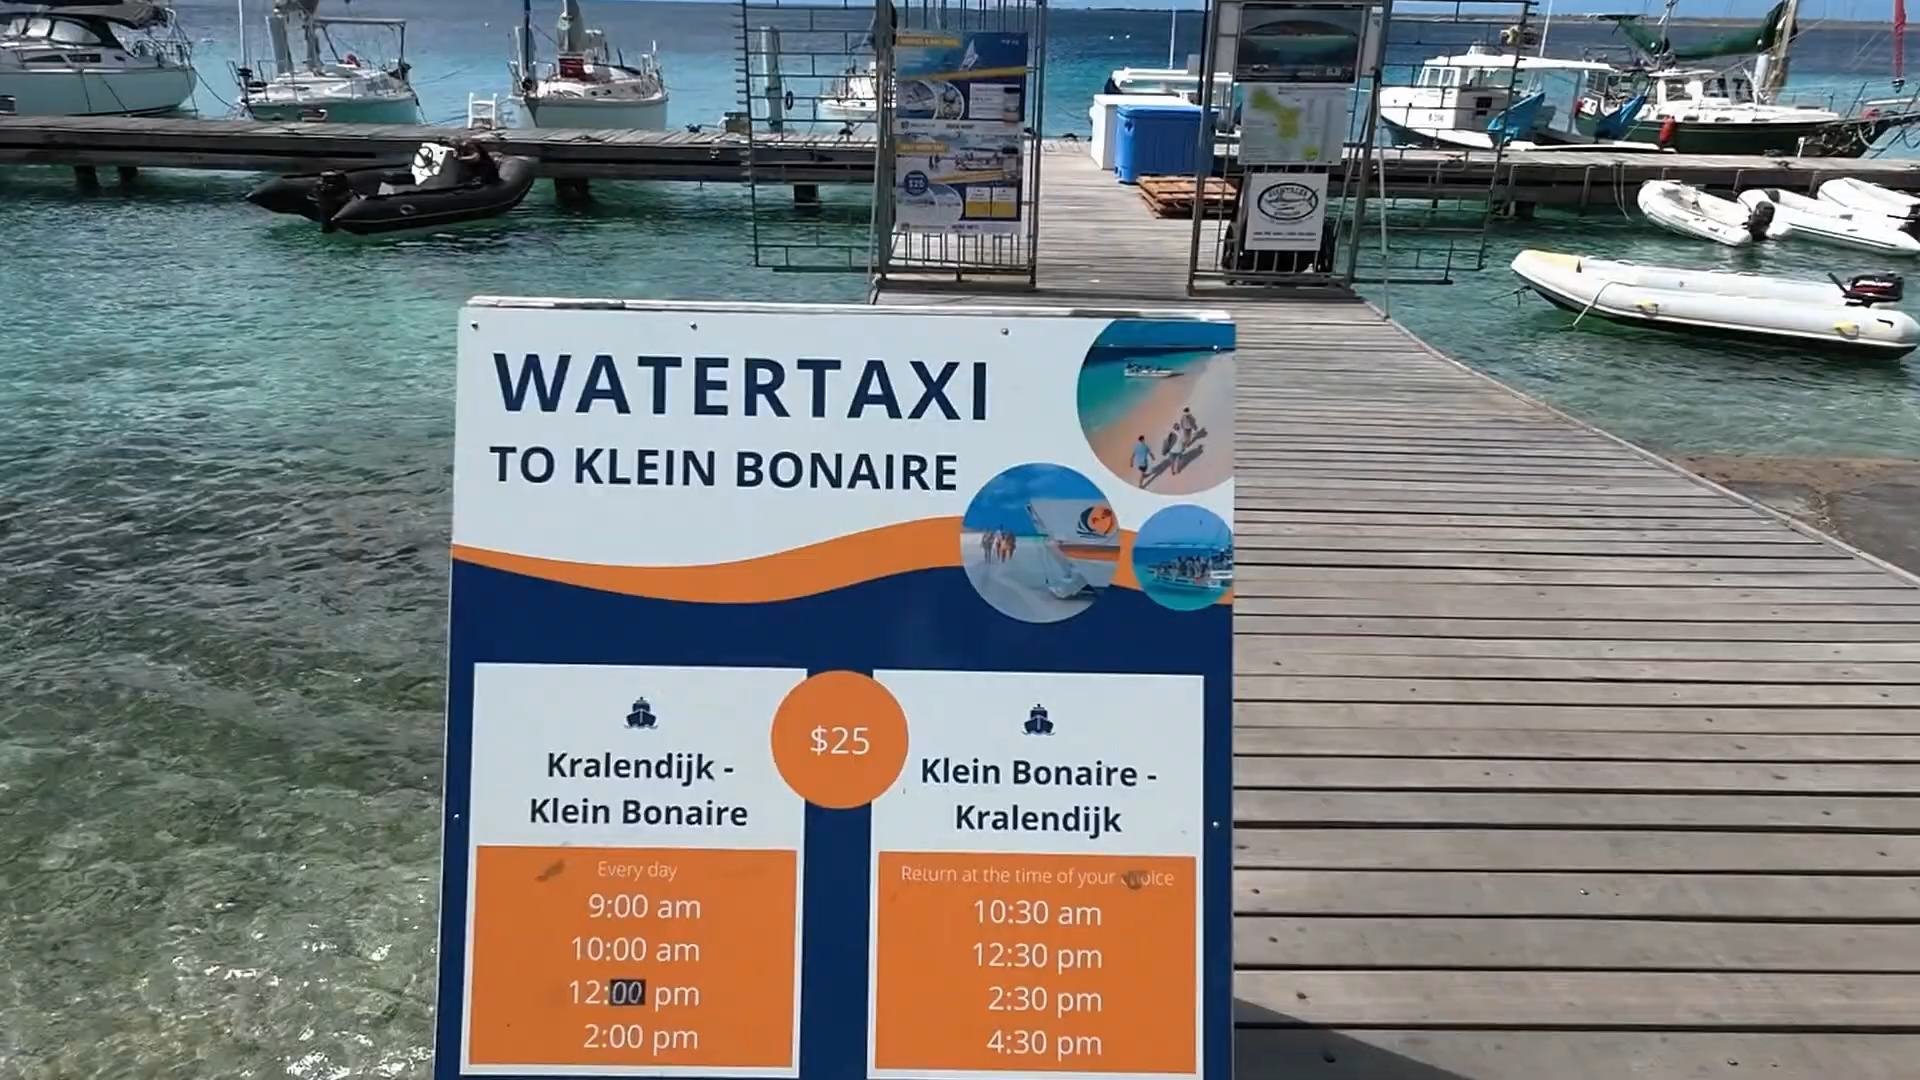 WATERTAXI
TO KLEIN BONAIRE
$25
Kralendijk -
Klein Bonaire
Every day
9:00 am
10:00 am
12:00 pm
2:00 pm
Klein Bonaire -
Kralendijk
Return at the time of your choice
10:30 am
12:30 pm
2:30 pm
4:30 pm